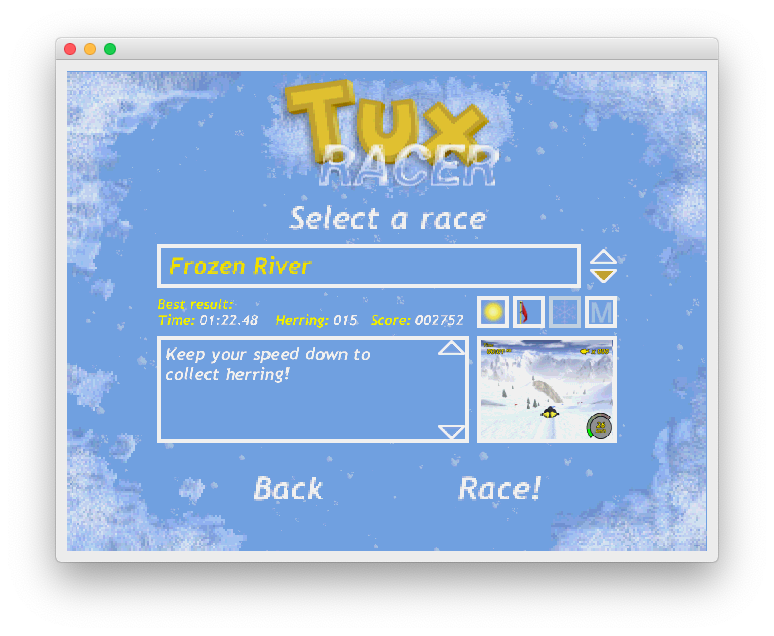 Tux
RACER
Select a race
Frozen River
Best result:
Time: 01:22.48 Herring: 015 Score: 002752
M
Keep your speed down to
collect herring!
Back Race!